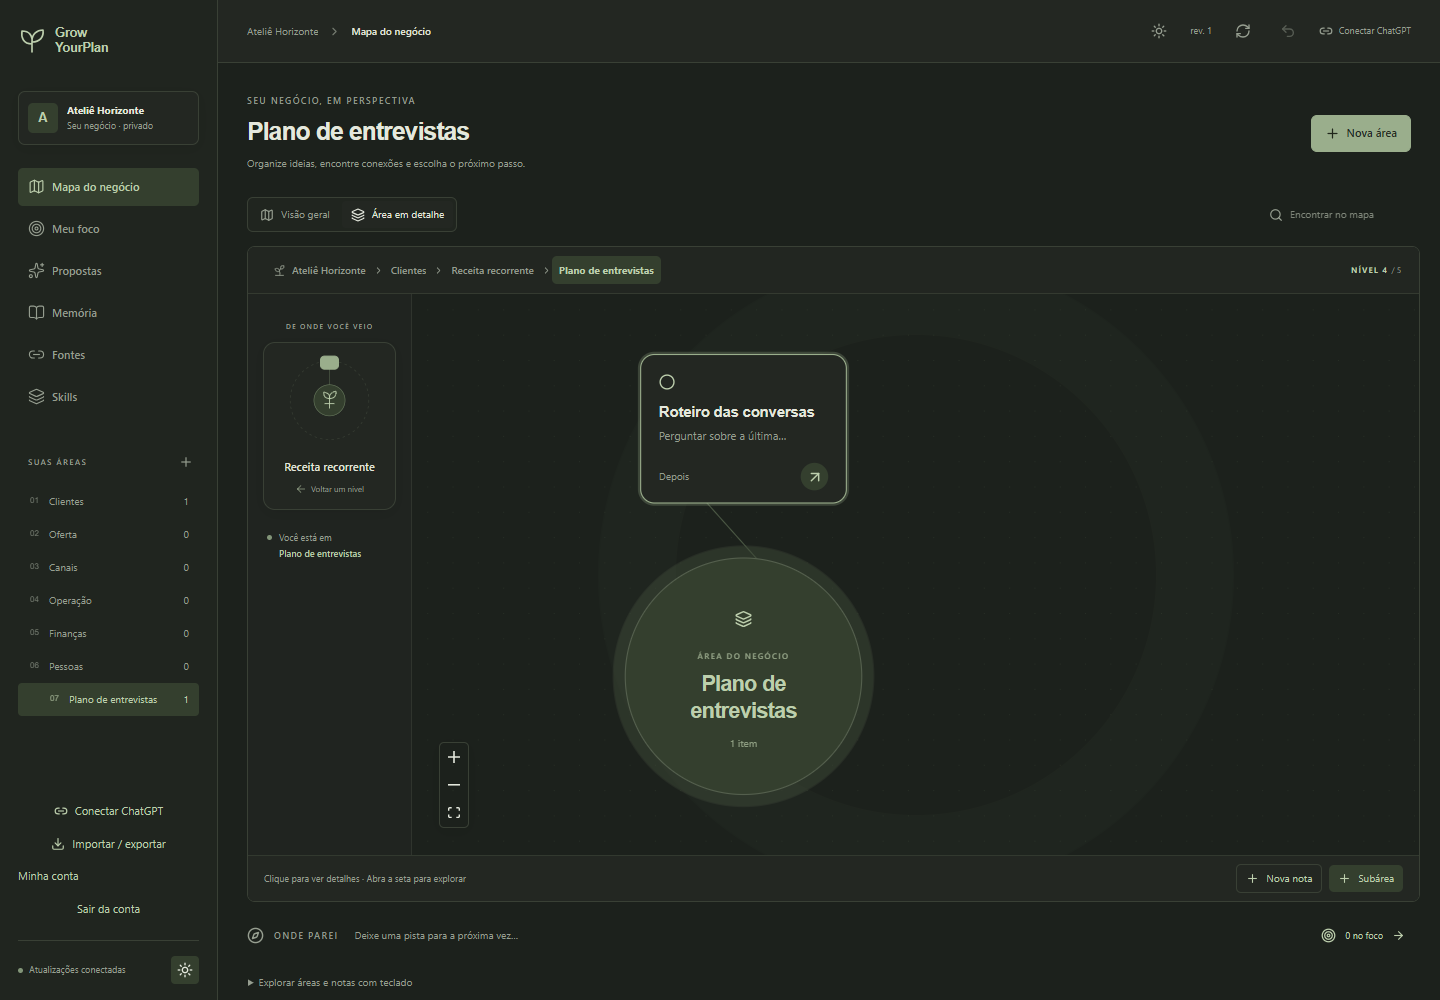 Grow
YourPlan
A
Ateliê Horizonte
Seu negócio · privado
Mapa do negócio
Meu foco
Propostas
Memória
Fontes
Skills
SUAS ÁREAS
01 Clientes 1
02 Oferta 0
03 Canais 0
04 Operação 0
05 Finanças 0
06 Pessoas 0
07 Plano de entrevistas 1
Conectar ChatGPT
Importar / exportar
Minha conta
Sair da conta
Atualizações conectadas
Ateliê Horizonte > Mapa do negócio
rev. 1
Conectar ChatGPT
SEU NEGÓCIO, EM PERSPECTIVA
Plano de entrevistas
Organize ideias, encontre conexões e escolha o próximo passo.
+ Nova área
Visão geral
Área em detalhe
Encontrar no mapa
Ateliê Horizonte > Clientes > Receita recorrente > Plano de entrevistas
NÍVEL 4 / 5
DE ONDE VOCÊ VEIO
Receita recorrente
← Voltar um nível
Você está em
Plano de entrevistas
Roteiro das conversas
Perguntar sobre a última...
Depois
ÁREA DO NEGÓCIO
Plano de
entrevistas
1 item
Clique para ver detalhes · Abra a seta para explorar
+ Nova nota
+ Subárea
ONDE PAREI
Deixe uma pista para a próxima vez...
0 no foco →
Explorar áreas e notas com teclado